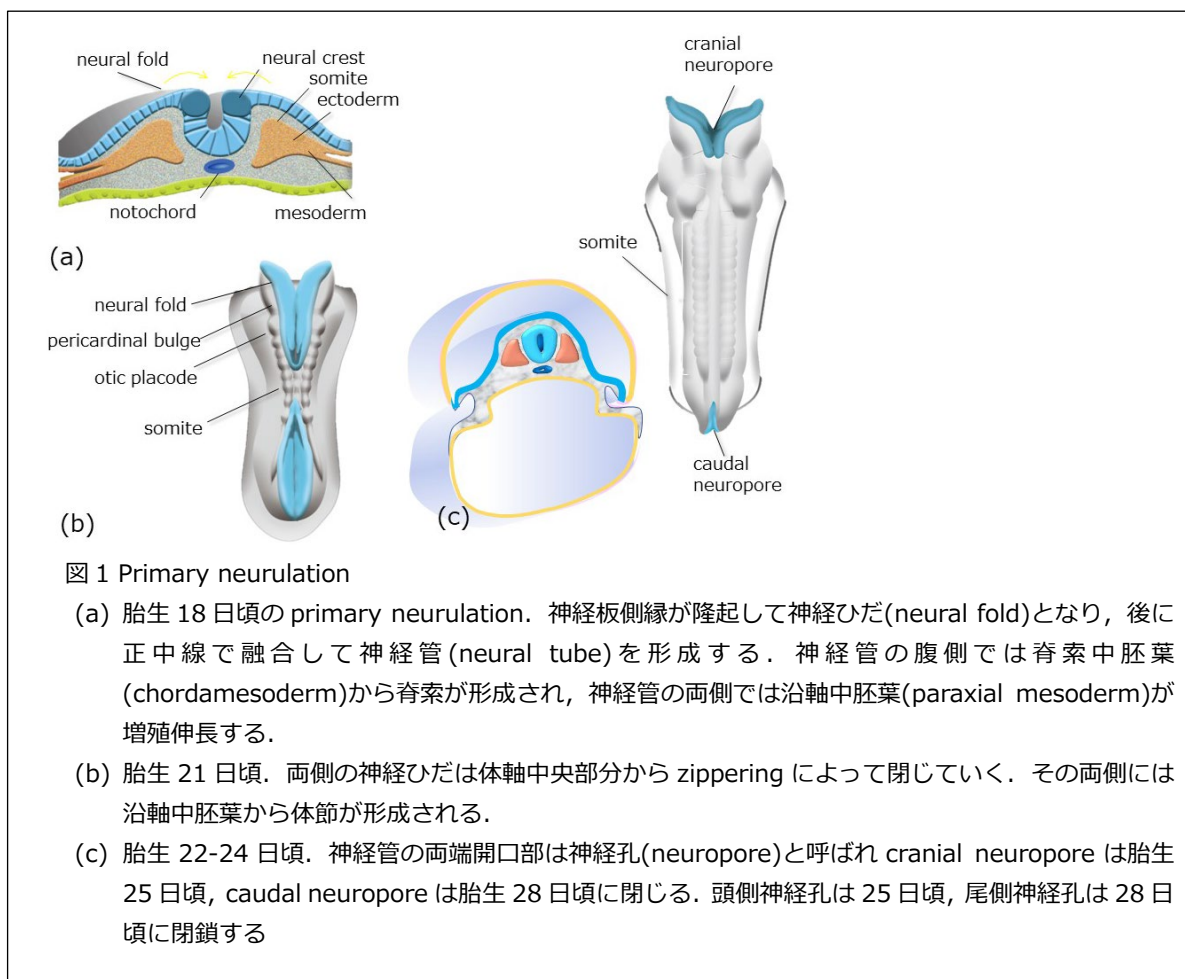 neural fold
neural crest
somite
ectoderm
notochord
mesoderm
(a)
neural fold
pericardinal bulge
otic placode
somite
(b)
cranial
neuropore
somite
caudal
neuropore
(c)
図 1 Primary neurulation
(a) 胎生 18 日頃の primary neurulation．神経板側縁が隆起して神経ひだ(neural fold)となり，後に
正中線で融合して神経管(neural tube)を形成する．神経管の腹側では脊索中胚葉
(chordamesoderm)から脊索が形成され，神経管の両側では沿軸中胚葉(paraxial mesoderm)が
増殖伸長する．
(b) 胎生 21 日頃．両側の神経ひだは体軸中央部分から zippering によって閉じていく．その両側には
沿軸中胚葉から体節が形成される．
(c) 胎生 22-24 日頃．神経管の両端開口部は神経孔(neuropore)と呼ばれ cranial neuropore は胎生
25 日頃，caudal neuropore は胎生 28 日頃に閉じる．頭側神経孔は 25 日頃，尾側神経孔は 28 日
頃に閉鎖する